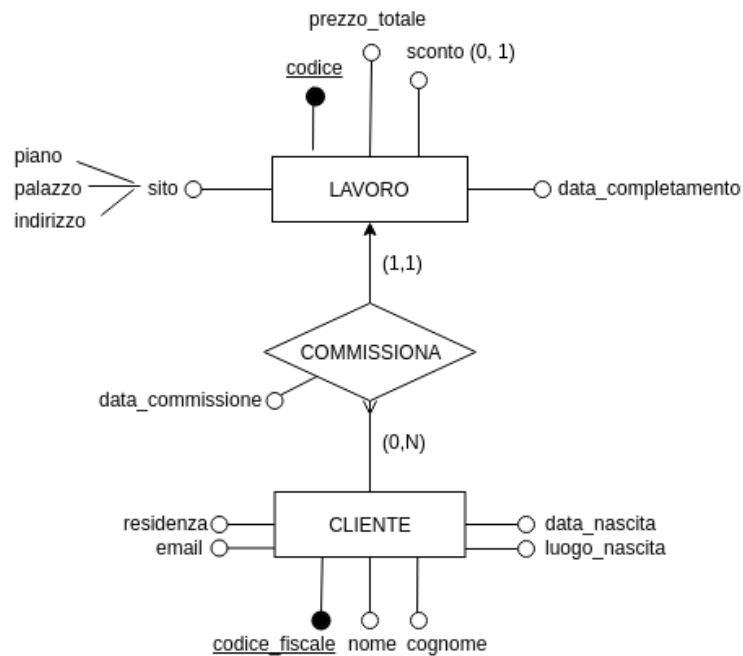 prezzo_totale
sconto (0, 1)
codice
piano
palazzo
indirizzo
sito
LAVORO
data_completamento
(1,1)
COMMISSIONA
data_commissione
(0,N)
residenza
email
CLIENTE
data_nascita
luogo_nascita
codice_fiscale
nome
cognome